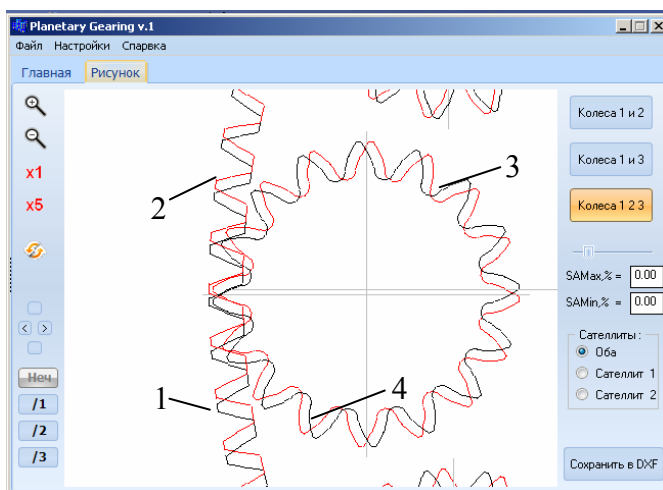 Planetary Gearing v.1
Файл Настройки Спарвка
Главная Рисунок
Колеса 1 и 2
3
x1
Колеса 1 и 3
2
x5
Колеса 1 2 3
SAMax,% = 0.00
SAMin,% = 0.00
Сателлиты :
Оба
Неч
Сателлит 1
1
4
/1
Сателлит 2
/2
/3
Сохранить в DXF